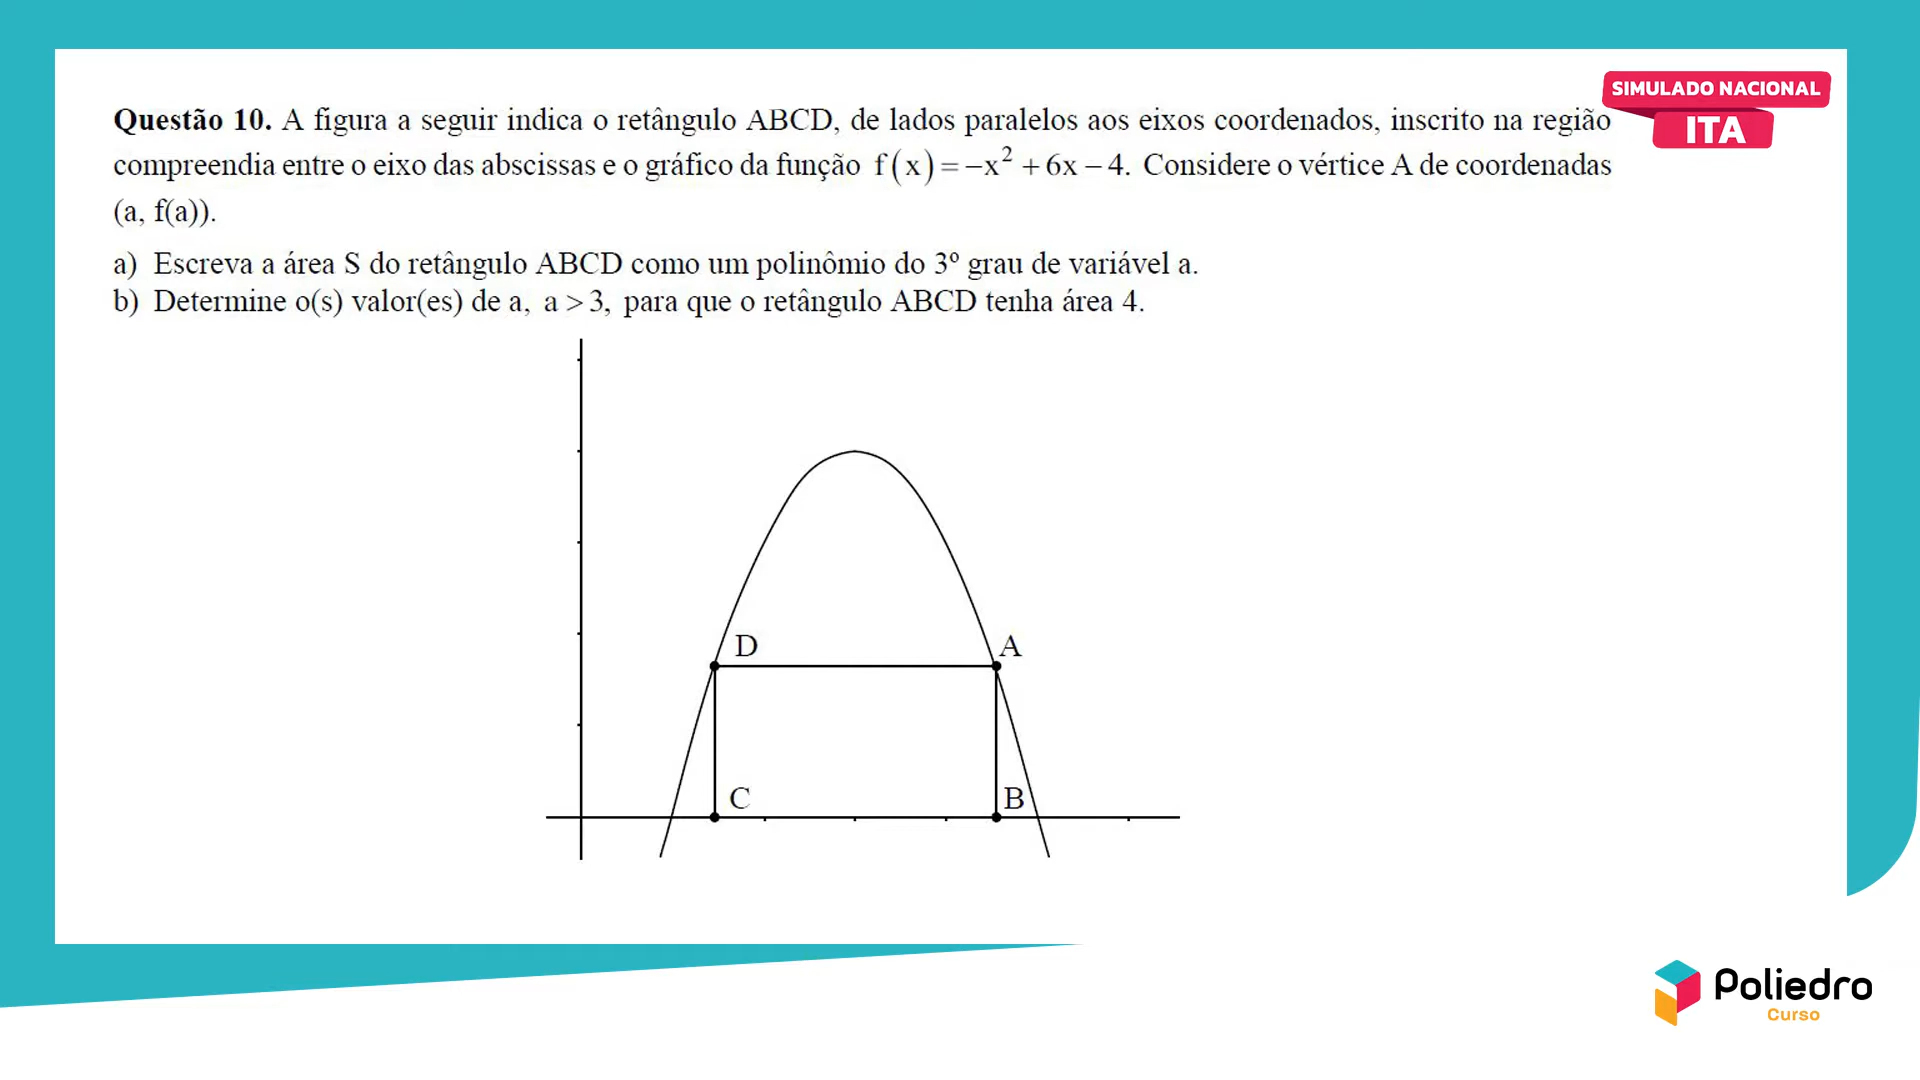 SIMULADO NACIONAL
ITA
Questão 10. A figura a seguir indica o retângulo ABCD, de lados paralelos aos eixos coordenados, inscrito na região
compreendia entre o eixo das abscissas e o gráfico da função f(x) = −x² + 6x − 4. Considere o vértice A de coordenadas
(a, f(a)).
a) Escreva a área S do retângulo ABCD como um polinômio do 3º grau de variável a.
b) Determine o(s) valor(es) de a, a > 3, para que o retângulo ABCD tenha área 4.
D A
C B
Poliedro
Curso